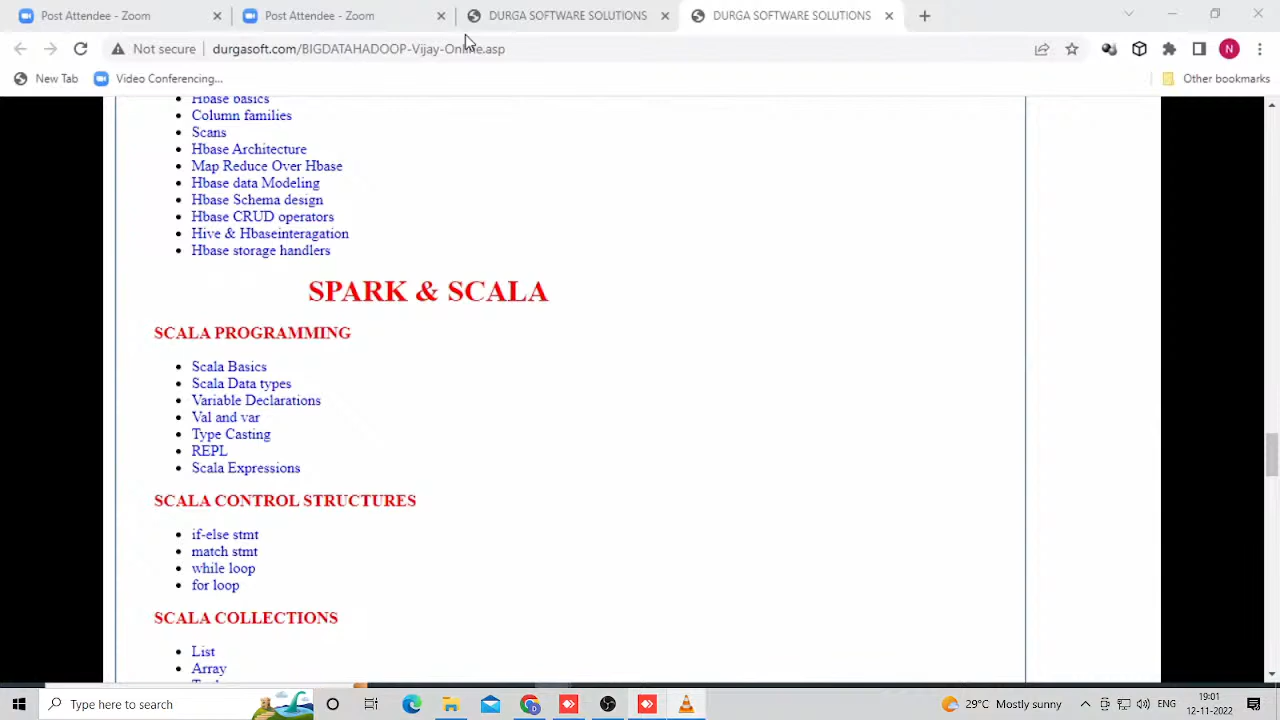 Post Attendee - Zoom
Post Attendee - Zoom
DURGA SOFTWARE SOLUTIONS
DURGA SOFTWARE SOLUTIONS
Not secure
durgasoft.com/BIGDATAHADOOP-Vijay-Online.asp
N
New Tab
Video Conferencing...
Other bookmarks
Hbase basics
Column families
Scans
Hbase Architecture
Map Reduce Over Hbase
Hbase data Modeling
Hbase Schema design
Hbase CRUD operators
Hive & Hbaseinteragation
Hbase storage handlers
SPARK & SCALA
SCALA PROGRAMMING
Scala Basics
Scala Data types
Variable Declarations
Val and var
Type Casting
REPL
Scala Expressions
SCALA CONTROL STRUCTURES
if-else stmt
match stmt
while loop
for loop
SCALA COLLECTIONS
List
Array
Type here to search
29°C Mostly sunny
ENG
19:01
12-11-2022